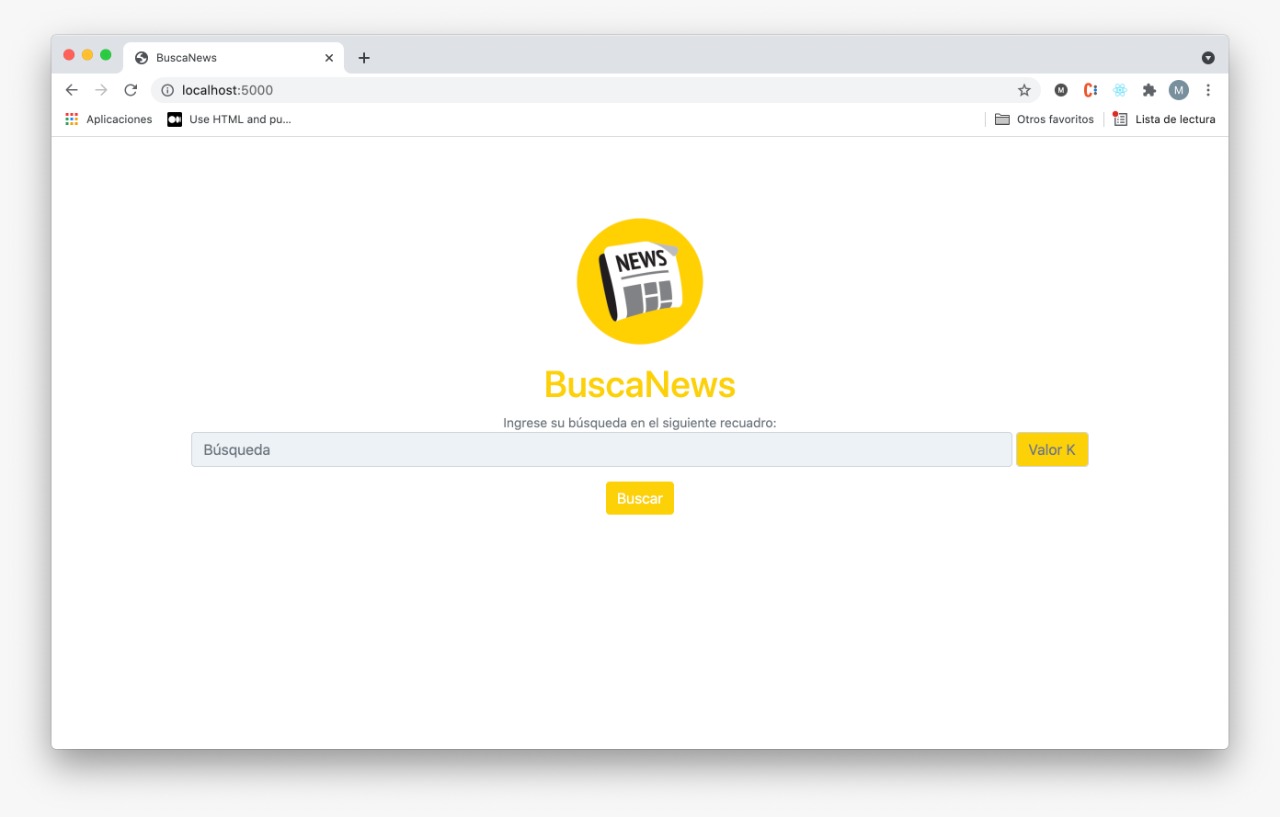 BuscaNews
localhost:5000
M
C
M
Aplicaciones
Use HTML and pu...
Otros favoritos
Lista de lectura
NEWS
BuscaNews
Ingrese su búsqueda en el siguiente recuadro:
Búsqueda
Valor K
Buscar